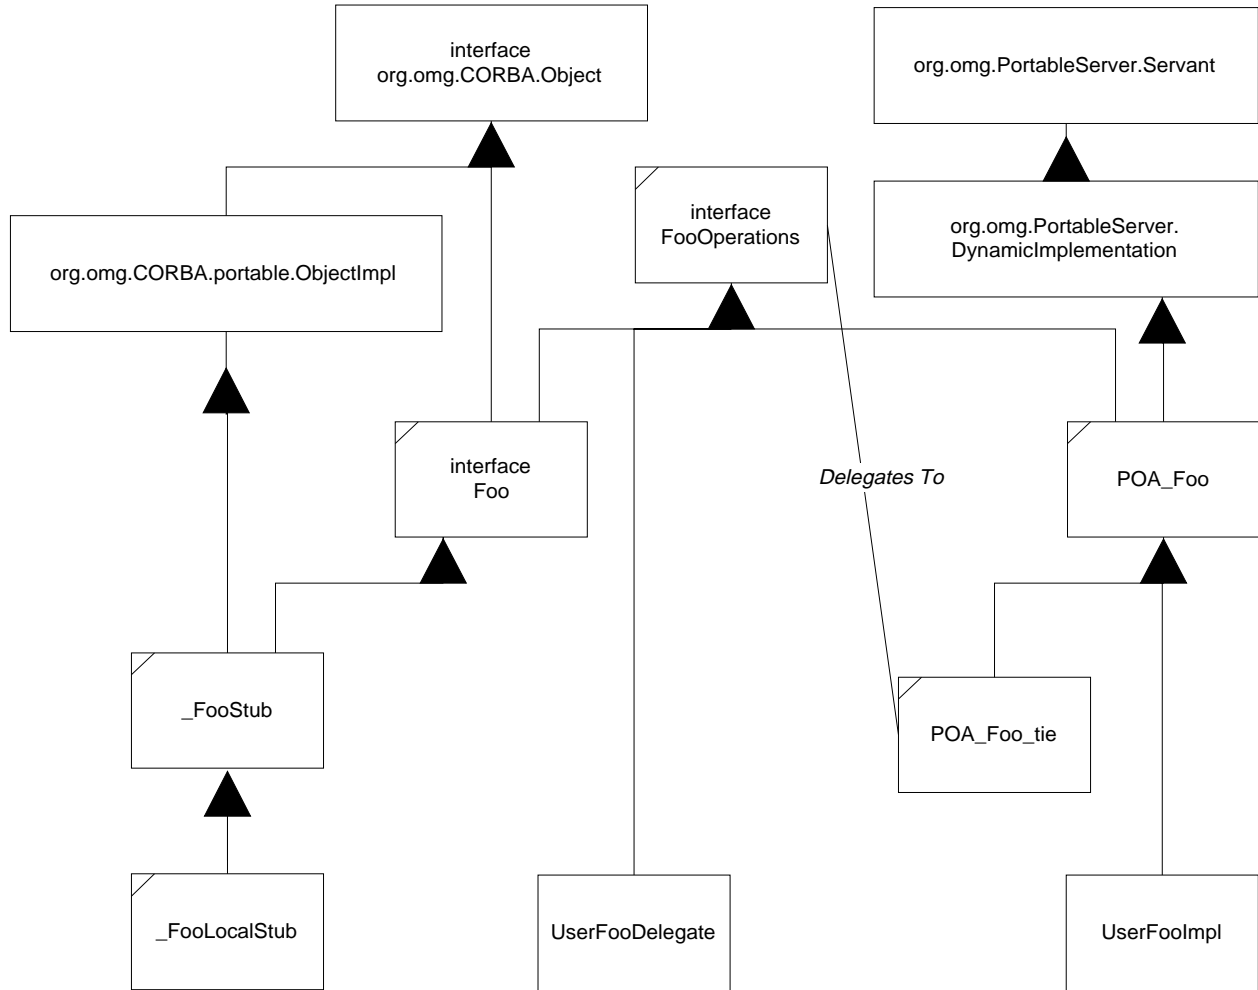 interface
org.omg.CORBA.Object
org.omg.PortableServer.Servant
interface
FooOperations
org.omg.PortableServer.
DynamicImplementation
org.omg.CORBA.portable.ObjectImpl
interface
Foo
Delegates To
POA_Foo
_FooStub
POA_Foo_tie
_FooLocalStub
UserFooDelegate
UserFooImpl